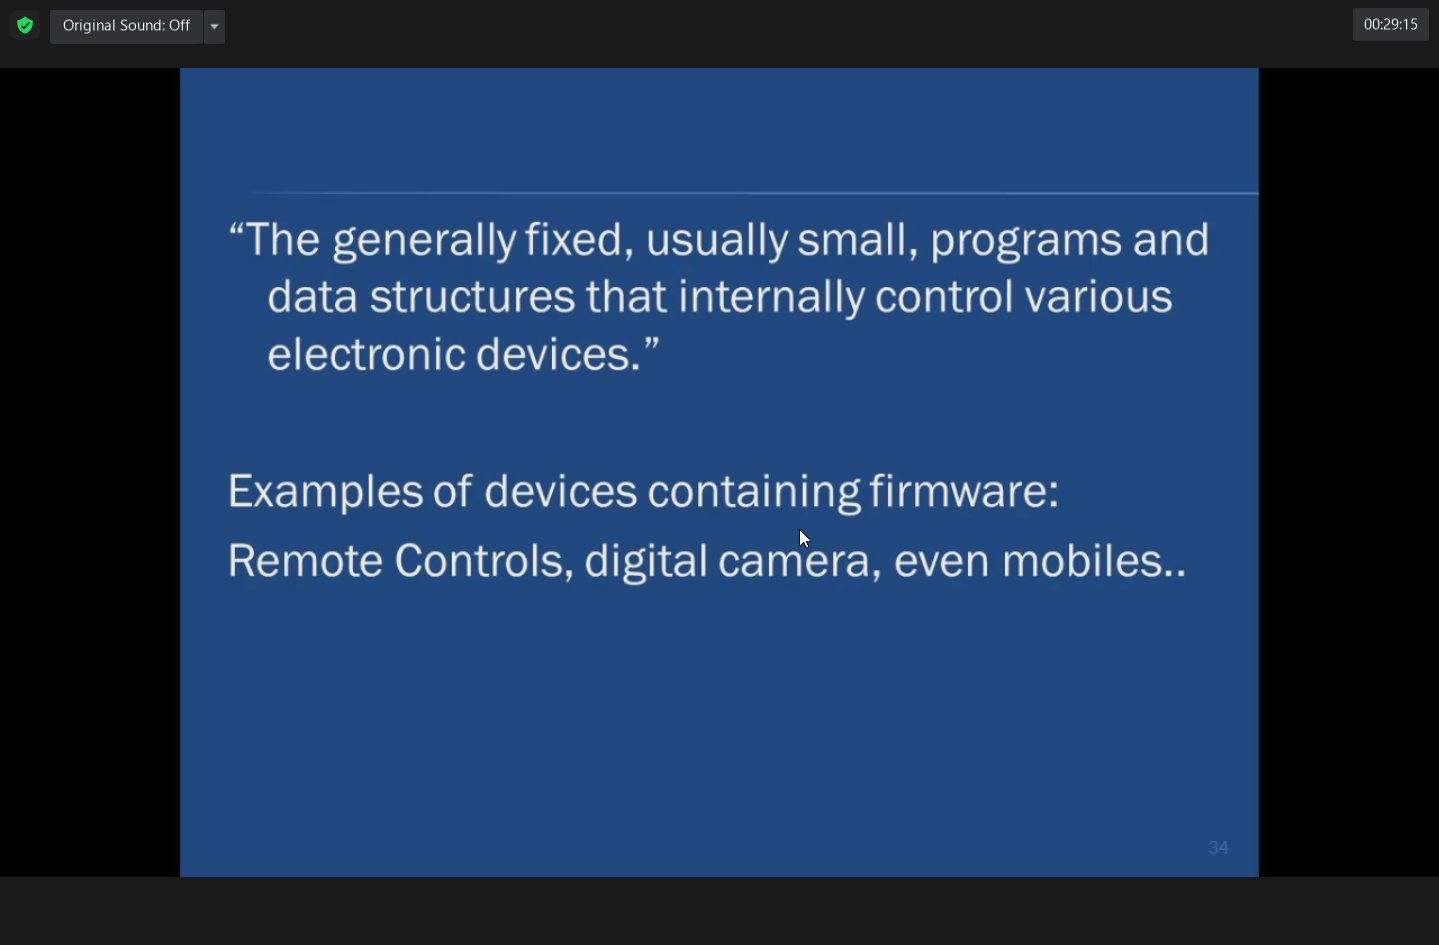 Original Sound: Off
00:29:15
“The generally fixed, usually small, programs and
data structures that internally control various
electronic devices.”
Examples of devices containing firmware:
Remote Controls, digital camera, even mobiles..
34